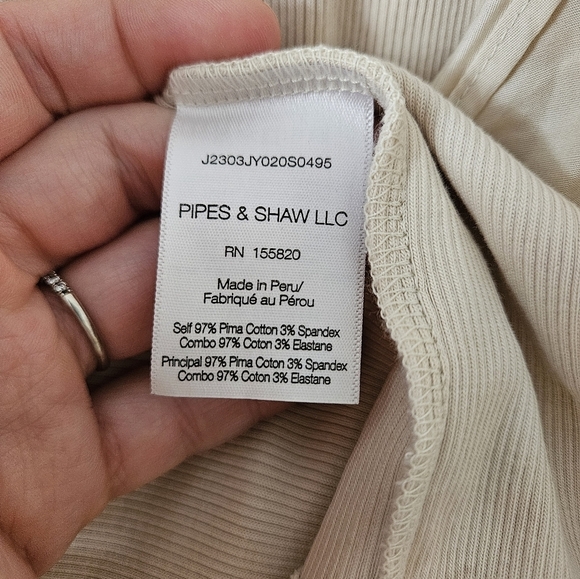 J2303JY020S0495
PIPES & SHAW LLC
RN 155820
Made in Peru/
Fabriqué au Pérou
Self 97% Pima Cotton 3% Spandex
Combo 97% Coton 3% Elastane
Principal 97% Pima Cotton 3% Spandex
Combo 97% Coton 3% Elastane